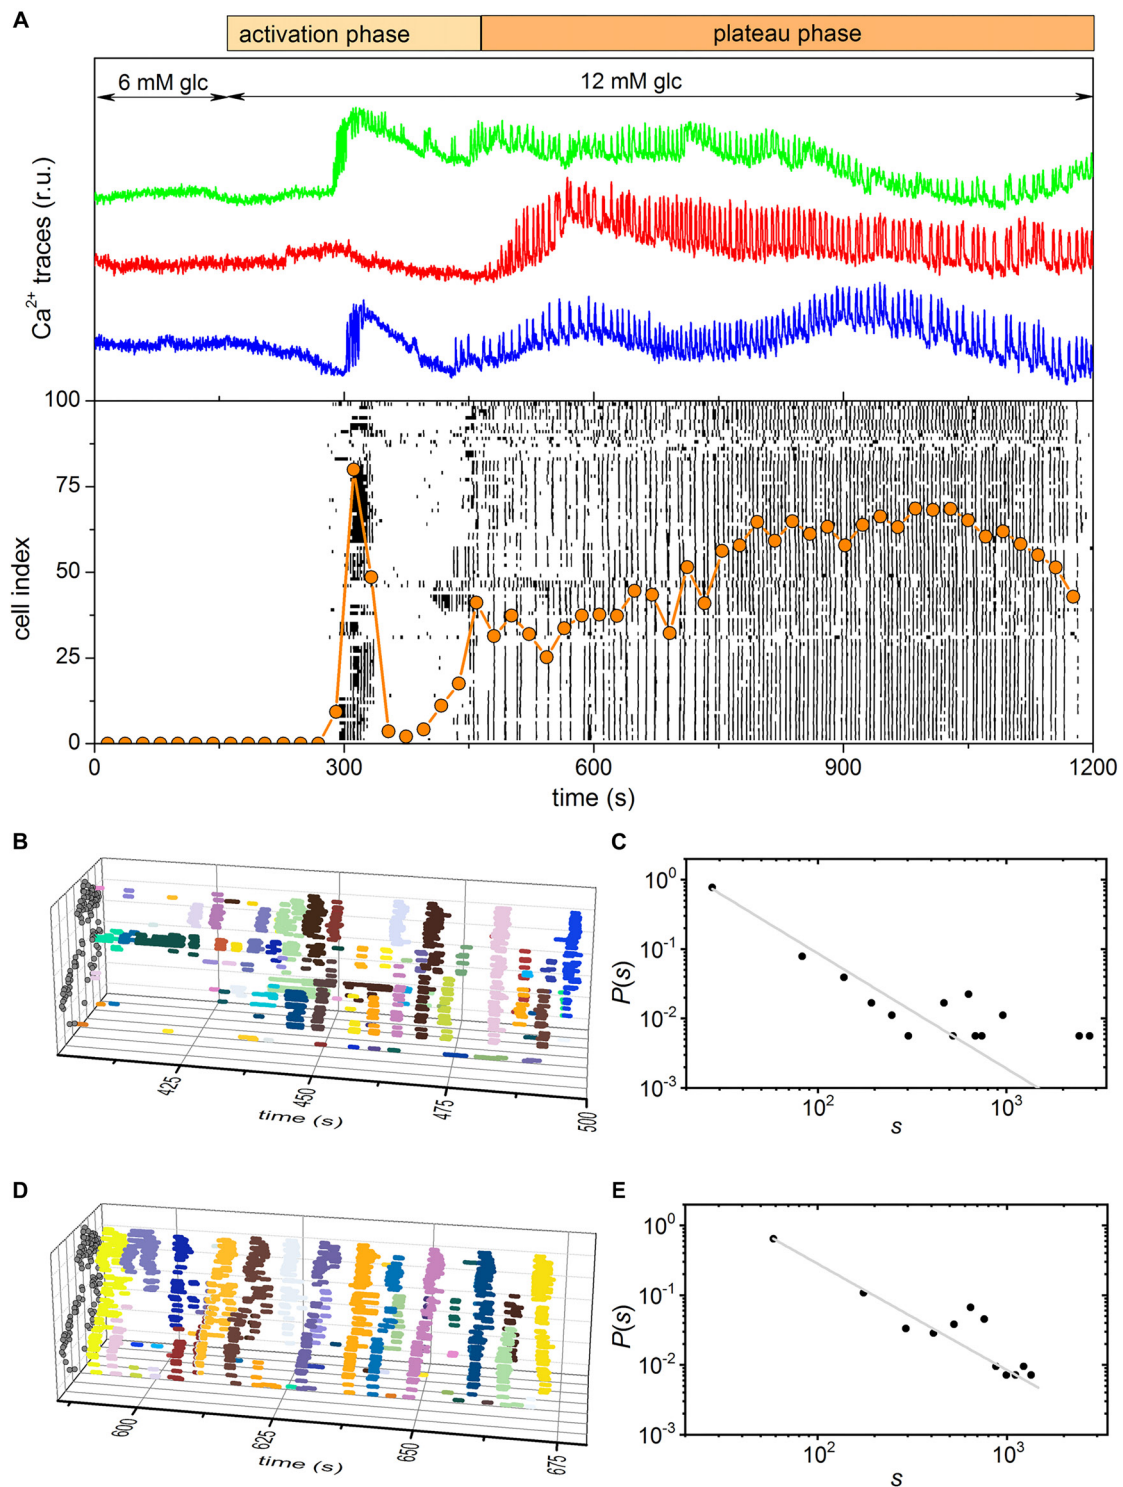 A
activation phase
plateau phase
6 mM glc
12 mM glc
Ca2+ traces (r.u.)
100
75
50
25
0
cell index
0
300
600
900
1200
time (s)
B
425
450
475
500
time (s)
C
10^0
10^-1
10^-2
10^-3
P(s)
10^2
10^3
s
D
600
625
650
675
time (s)
E
10^0
10^-1
10^-2
10^-3
P(s)
10^2
10^3
s